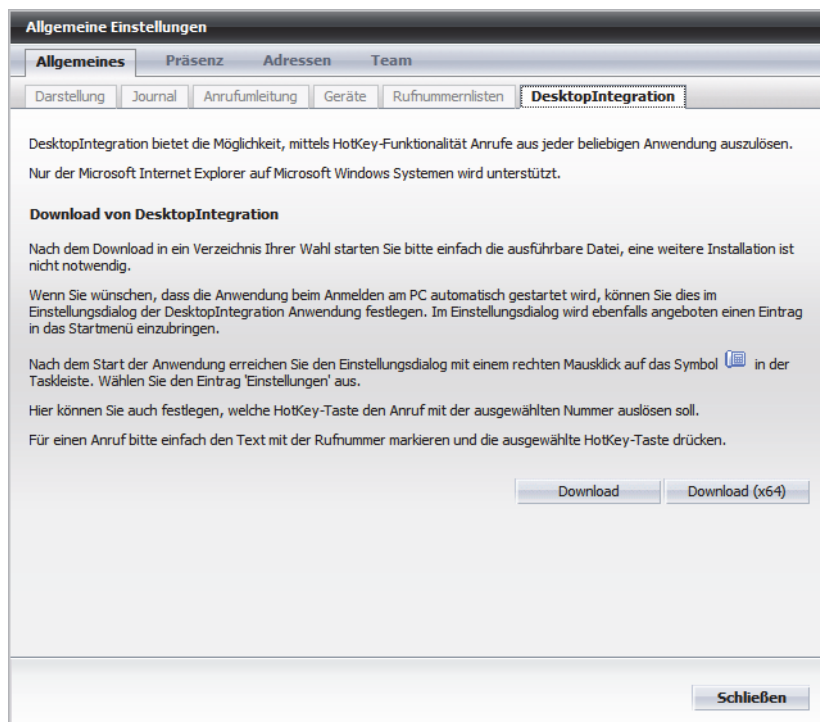 Allgemeine Einstellungen
Allgemeines Präsenz Adressen Team
Darstellung Journal Anrufumleitung Geräte Rufnummernlisten DesktopIntegration
DesktopIntegration bietet die Möglichkeit, mittels HotKey-Funktionalität Anrufe aus jeder beliebigen Anwendung auszulösen.
Nur der Microsoft Internet Explorer auf Microsoft Windows Systemen wird unterstützt.
Download von DesktopIntegration
Nach dem Download in ein Verzeichnis Ihrer Wahl starten Sie bitte einfach die ausführbare Datei, eine weitere Installation ist
nicht notwendig.
Wenn Sie wünschen, dass die Anwendung beim Anmelden am PC automatisch gestartet wird, können Sie dies im
Einstellungsdialog der DesktopIntegration Anwendung festlegen. Im Einstellungsdialog wird ebenfalls angeboten einen Eintrag
in das Startmenü einzubringen.
Nach dem Start der Anwendung erreichen Sie den Einstellungsdialog mit einem rechten Mausklick auf das Symbol in der
Taskleiste. Wählen Sie den Eintrag 'Einstellungen' aus.
Hier können Sie auch festlegen, welche HotKey-Taste den Anruf mit der ausgewählten Nummer auslösen soll.
Für einen Anruf bitte einfach den Text mit der Rufnummer markieren und die ausgewählte HotKey-Taste drücken.
Download Download (x64)
Schließen